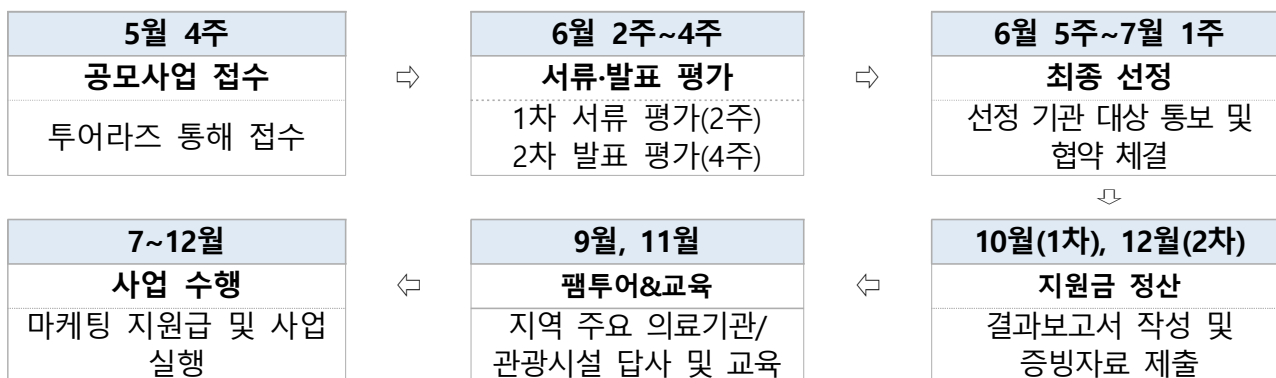 5월 4주
공모사업 접수
투어라즈 통해 접수
⇨
6월 2주~4주
서류·발표 평가
1차 서류 평가(2주)
2차 발표 평가(4주)
⇨
6월 5주~7월 1주
최종 선정
선정 기관 대상 통보 및
협약 체결
⇩
10월(1차), 12월(2차)
지원금 정산
결과보고서 작성 및
증빙자료 제출
⇦
9월, 11월
팸투어&교육
지역 주요 의료기관/
관광시설 답사 및 교육
⇦
7~12월
사업 수행
마케팅 지원급 및 사업
실행